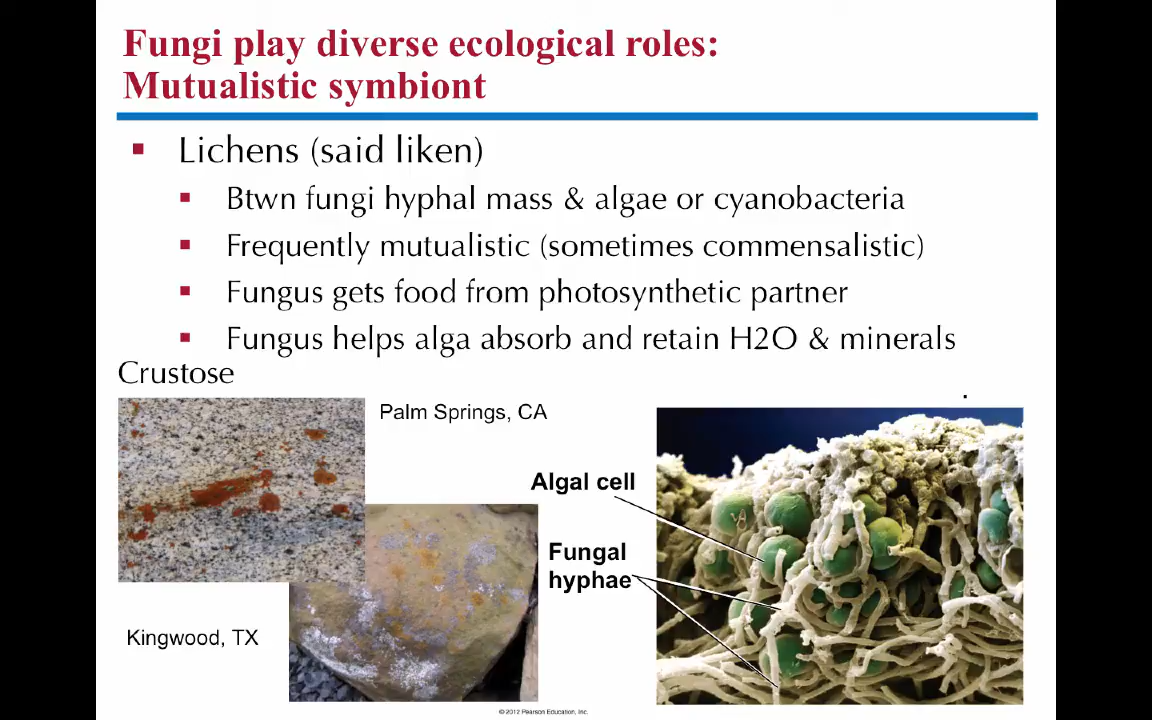 Fungi play diverse ecological roles:
Mutualistic symbiont
Lichens (said liken)
Btwn fungi hyphal mass & algae or cyanobacteria
Frequently mutualistic (sometimes commensalistic)
Fungus gets food from photosynthetic partner
Fungus helps alga absorb and retain H2O & minerals
Crustose
Palm Springs, CA
.
Algal cell
Fungal
hyphae
Kingwood, TX
© 2012 Pearson Education, Inc.